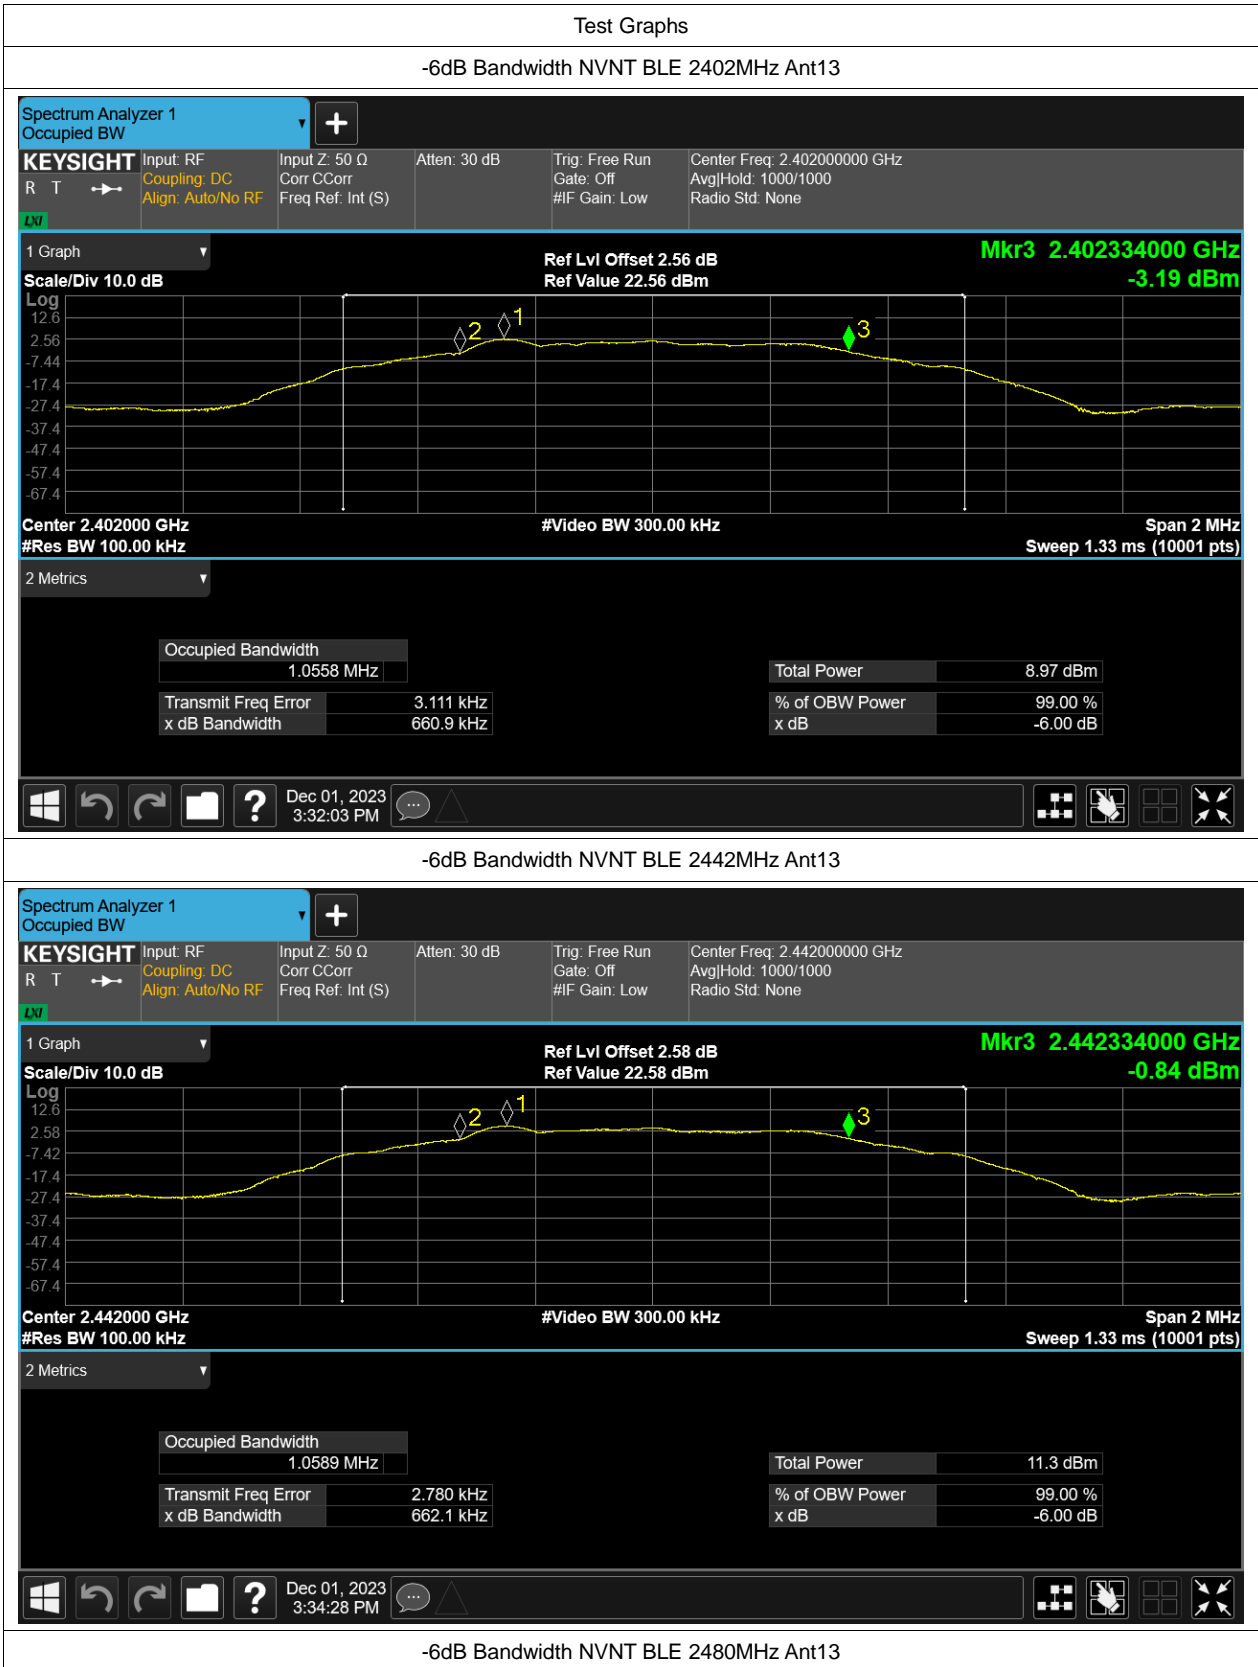 Test Graphs
-6dB Bandwidth NVNT BLE 2402MHz Ant13
Spectrum Analyzer 1
Occupied BW
KEYSIGHT
R T
LXI
Input: RF
Coupling: DC
Align: Auto/No RF
Input Z: 50 Ω
Corr CCorr
Freq Ref: Int (S)
Atten: 30 dB
Trig: Free Run
Gate: Off
#IF Gain: Low
Center Freq: 2.402000000 GHz
Avg|Hold: 1000/1000
Radio Std: None
1 Graph
Scale/Div 10.0 dB
Ref Lvl Offset 2.56 dB
Ref Value 22.56 dBm
Mkr3 2.402334000 GHz
-3.19 dBm
Log
12.6
2.56
-7.44
-17.4
-27.4
-37.4
-47.4
-57.4
-67.4
2
1
3
Center 2.402000 GHz
#Res BW 100.00 kHz
#Video BW 300.00 kHz
Span 2 MHz
Sweep 1.33 ms (10001 pts)
2 Metrics
Occupied Bandwidth
1.0558 MHz
Transmit Freq Error 3.111 kHz
x dB Bandwidth 660.9 kHz
Total Power 8.97 dBm
% of OBW Power 99.00 %
x dB -6.00 dB
Dec 01, 2023
3:32:03 PM
-6dB Bandwidth NVNT BLE 2442MHz Ant13
Spectrum Analyzer 1
Occupied BW
KEYSIGHT
R T
LXI
Input: RF
Coupling: DC
Align: Auto/No RF
Input Z: 50 Ω
Corr CCorr
Freq Ref: Int (S)
Atten: 30 dB
Trig: Free Run
Gate: Off
#IF Gain: Low
Center Freq: 2.442000000 GHz
Avg|Hold: 1000/1000
Radio Std: None
1 Graph
Scale/Div 10.0 dB
Ref Lvl Offset 2.58 dB
Ref Value 22.58 dBm
Mkr3 2.442334000 GHz
-0.84 dBm
Log
12.6
2.58
-7.42
-17.4
-27.4
-37.4
-47.4
-57.4
-67.4
2
1
3
Center 2.442000 GHz
#Res BW 100.00 kHz
#Video BW 300.00 kHz
Span 2 MHz
Sweep 1.33 ms (10001 pts)
2 Metrics
Occupied Bandwidth
1.0589 MHz
Transmit Freq Error 2.780 kHz
x dB Bandwidth 662.1 kHz
Total Power 11.3 dBm
% of OBW Power 99.00 %
x dB -6.00 dB
Dec 01, 2023
3:34:28 PM
-6dB Bandwidth NVNT BLE 2480MHz Ant13